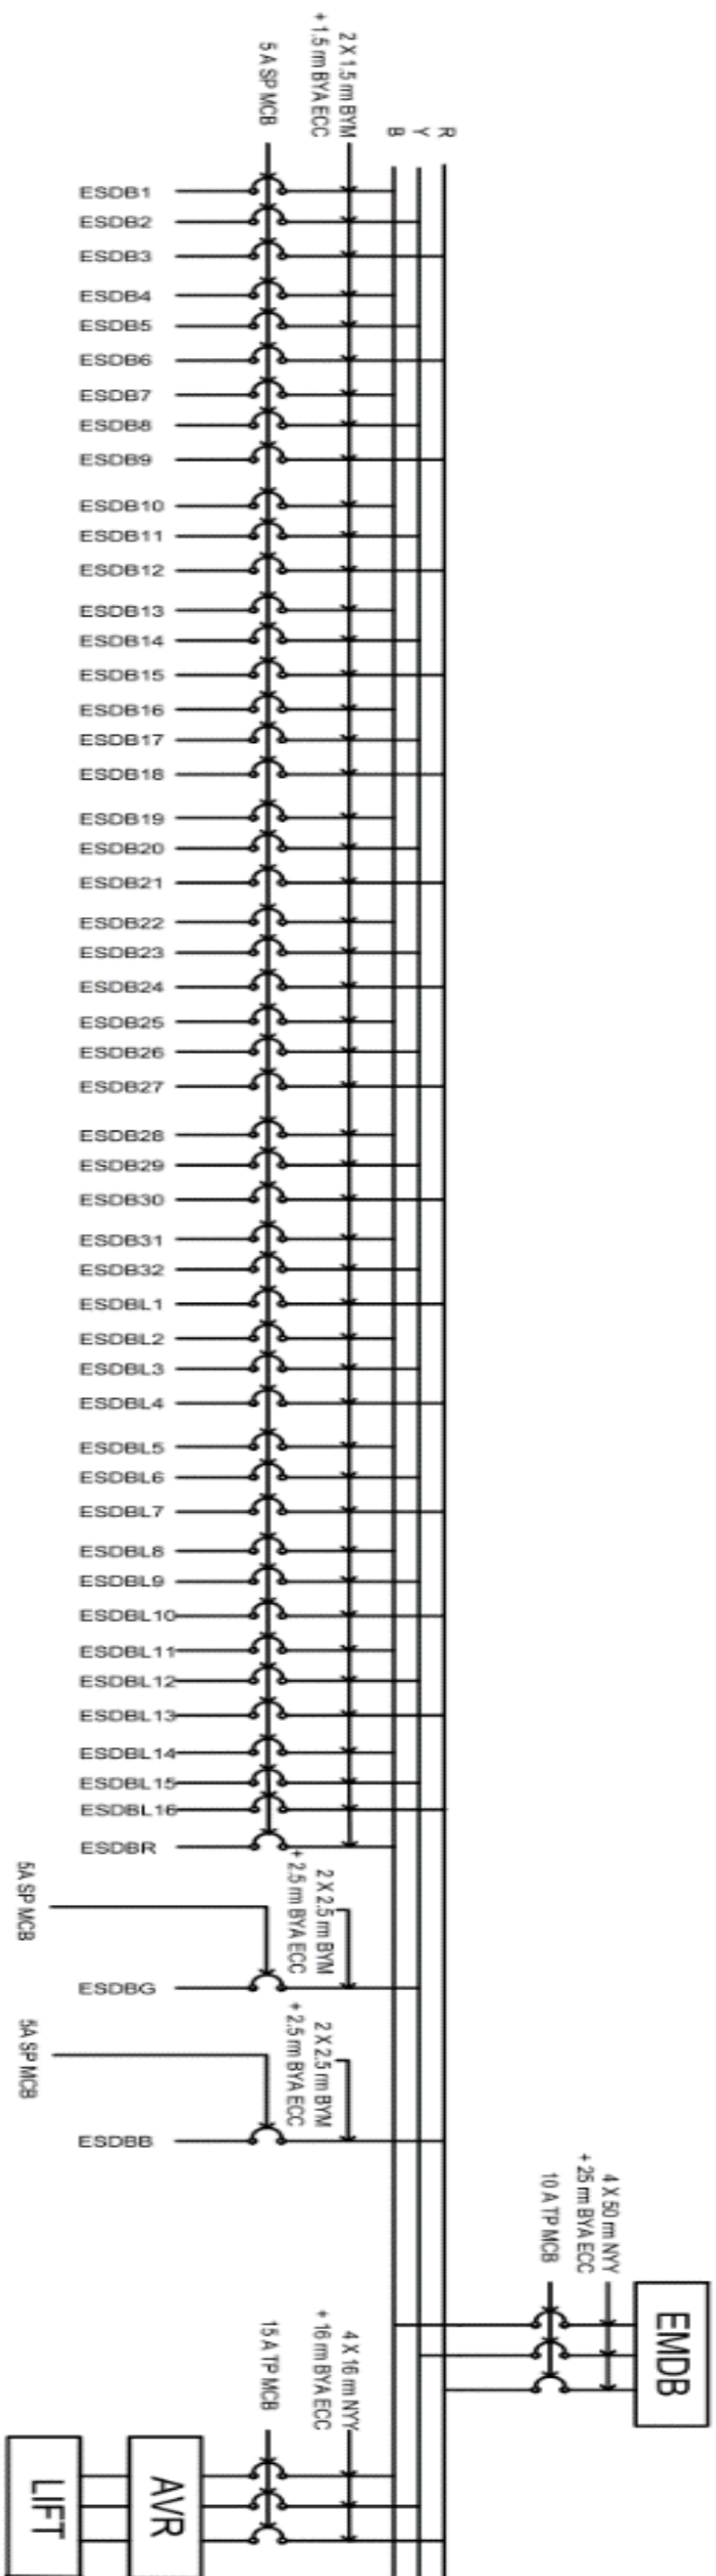 2 X 1.5 rm BYM
+ 1.5 rm BYA ECC
5 A SP MCB
R
Y
B
ESDB1
ESDB2
ESDB3
ESDB4
ESDB5
ESDB6
ESDB7
ESDB8
ESDB9
ESDB10
ESDB11
ESDB12
ESDB13
ESDB14
ESDB15
ESDB16
ESDB17
ESDB18
ESDB19
ESDB20
ESDB21
ESDB22
ESDB23
ESDB24
ESDB25
ESDB26
ESDB27
ESDB28
ESDB29
ESDB30
ESDB31
ESDB32
ESDBL1
ESDBL2
ESDBL3
ESDBL4
ESDBL5
ESDBL6
ESDBL7
ESDBL8
ESDBL9
ESDBL10
ESDBL11
ESDBL12
ESDBL13
ESDBL14
ESDBL15
ESDBL16
ESDBR
2 X 2.5 rm BYM
+ 2.5 rm BYA ECC
5A SP MCB
ESDBG
2 X 2.5 rm BYM
+ 2.5 rm BYA ECC
5A SP MCB
ESDBB
4 X 50 rm NYY
+ 25 rm BYA ECC
10 A TP MCB
EMDB
4 X 16 rm NYY
+ 16 rm BYA ECC
15 A TP MCB
AVR
LIFT